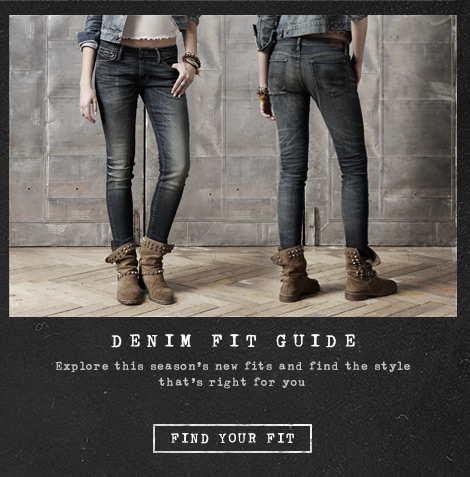 DENIM FIT GUIDE
Explore this season's new fits and find the style
that's right for you
FIND YOUR FIT